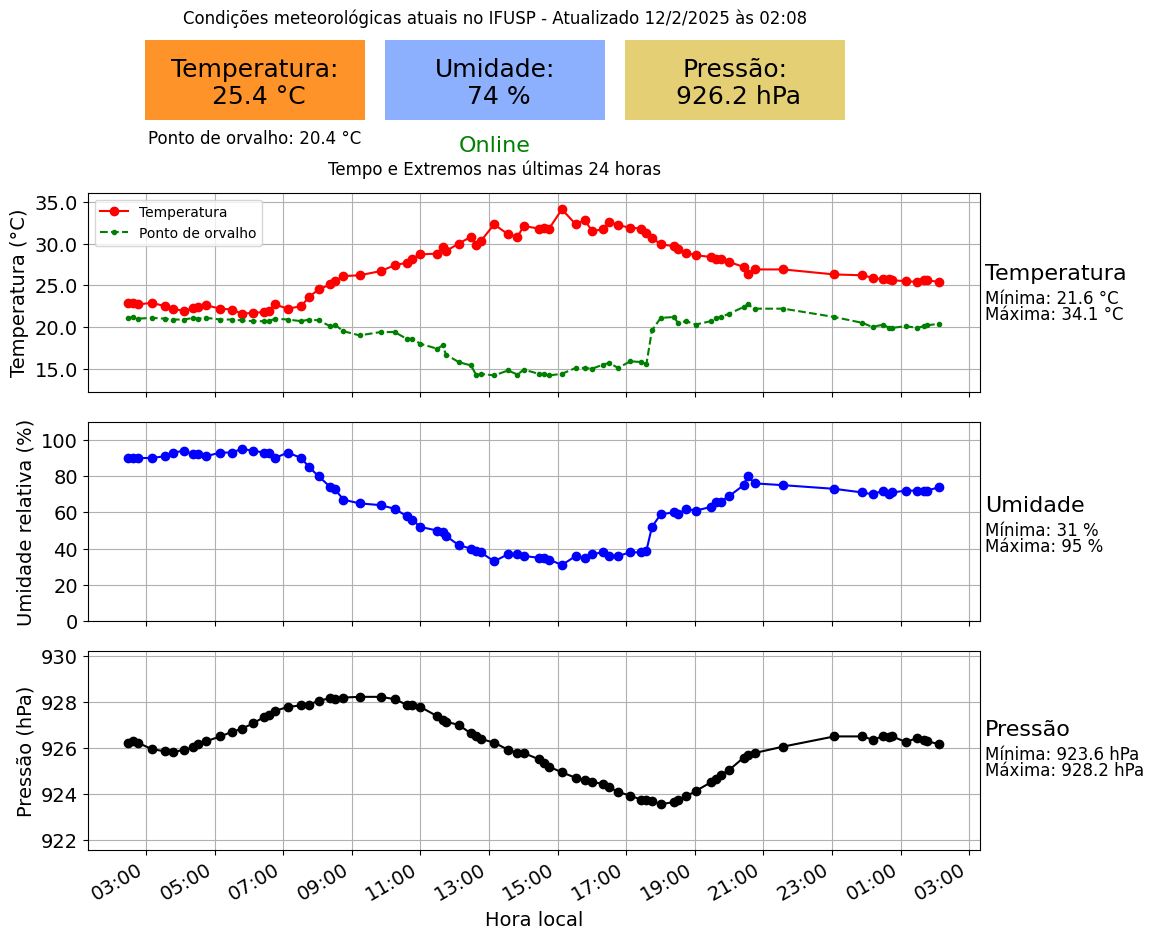 Condições meteorológicas atuais no IFUSP - Atualizado 12/2/2025 às 02:08
Temperatura:
25.4 °C
Umidade:
74 %
Pressão:
926.2 hPa
Ponto de orvalho: 20.4 °C
Online
Tempo e Extremos nas últimas 24 horas
Temperatura (°C)
35.0
30.0
25.0
20.0
15.0
Temperatura
Ponto de orvalho
Temperatura
Mínima: 21.6 °C
Máxima: 34.1 °C
Umidade relativa (%)
100
80
60
40
20
0
Umidade
Mínima: 31 %
Máxima: 95 %
Pressão (hPa)
930
928
926
924
922
Pressão
Mínima: 923.6 hPa
Máxima: 928.2 hPa
03:00 05:00 07:00 09:00 11:00 13:00 15:00 17:00 19:00 21:00 23:00 01:00 03:00
Hora local